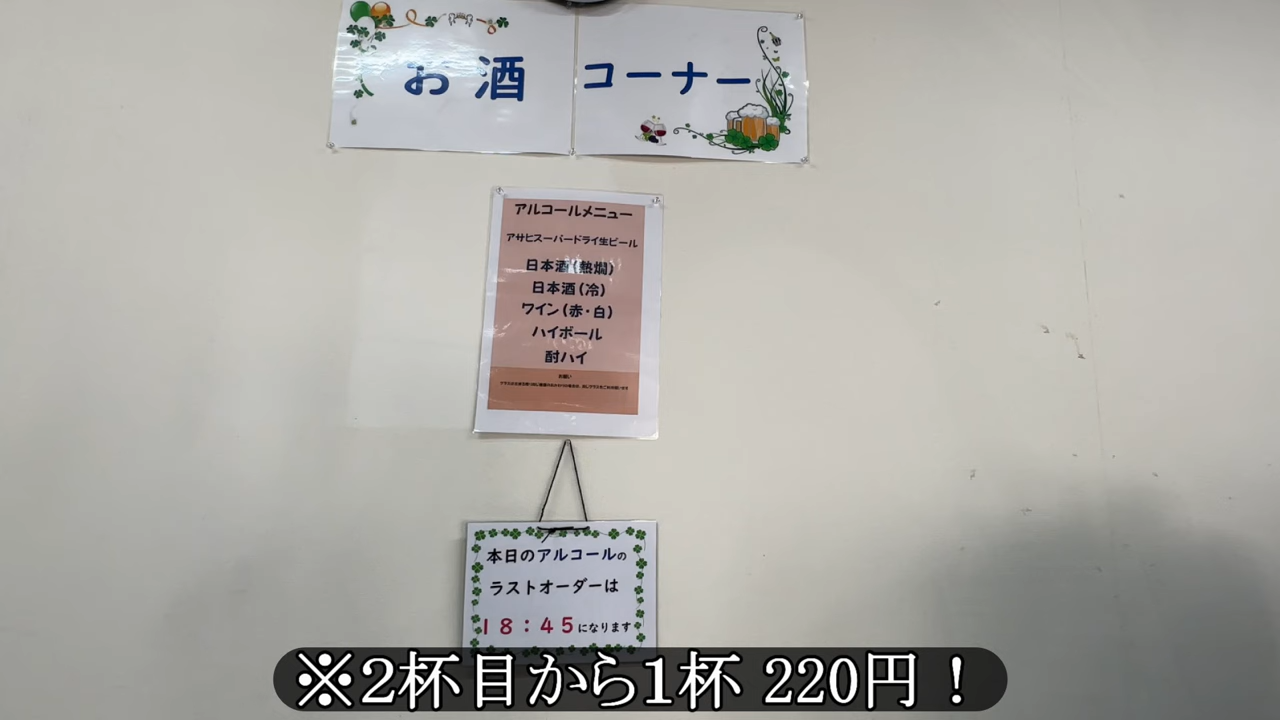 お酒コーナー
アルコールメニュー
アサヒスーパードライ生ビール
日本酒(熱燗)
日本酒(冷)
ワイン(赤・白)
ハイボール
酎ハイ
お願い
本日のアルコールの
ラストオーダーは
18:45になります
※2杯目から1杯 220円！